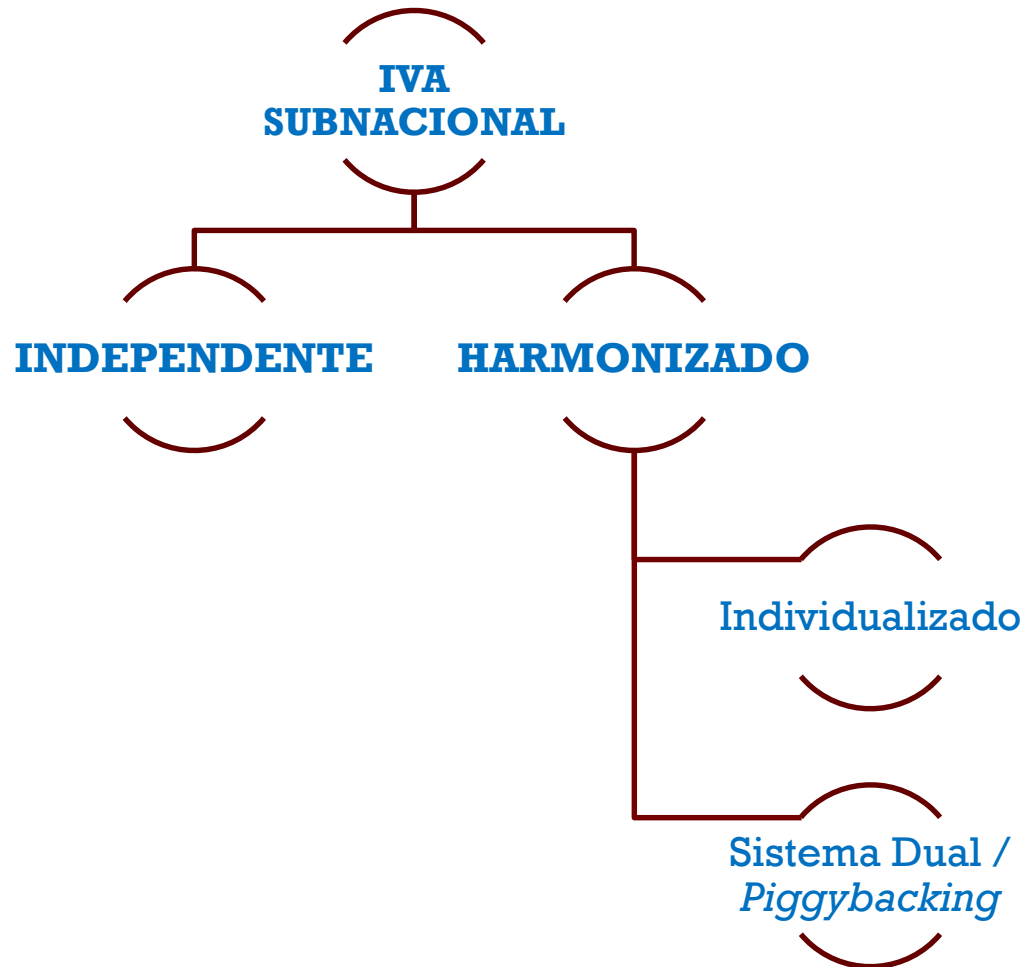 IVA
SUBNACIONAL
INDEPENDENTE
HARMONIZADO
Individualizado
Sistema Dual /
Piggybacking